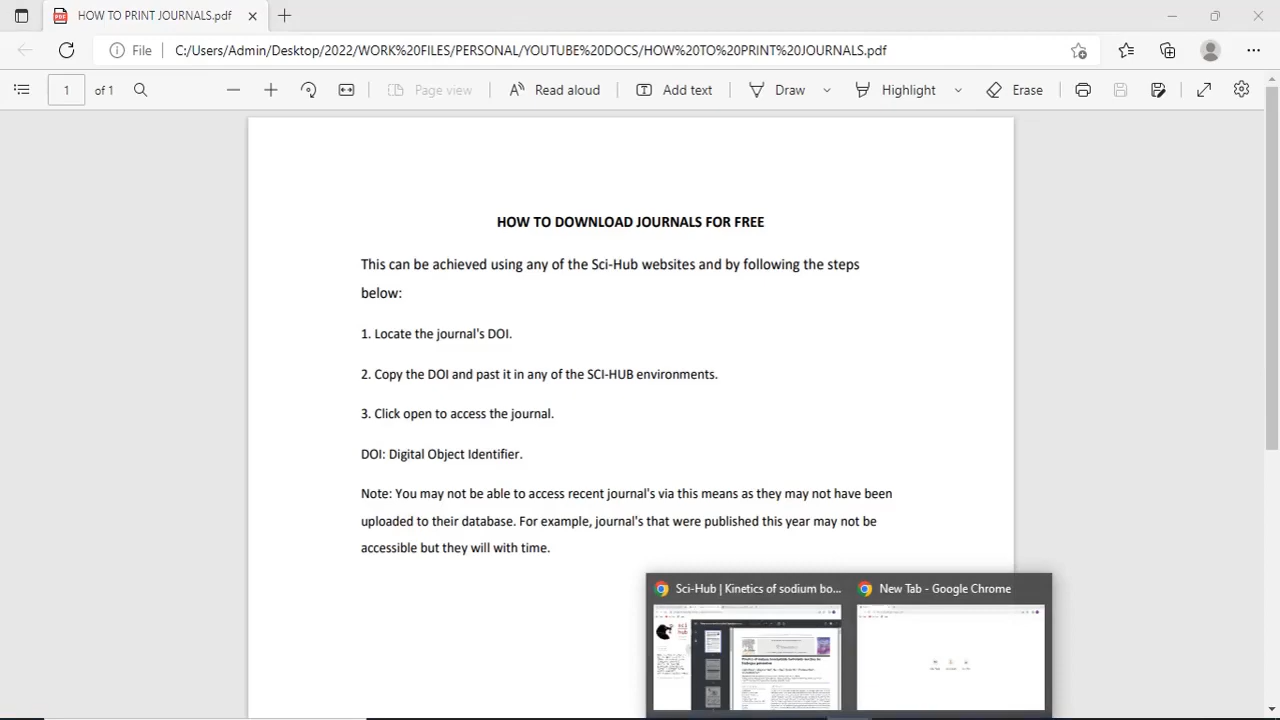 HOW TO PRINT JOURNALS.pdf
File
C:/Users/Admin/Desktop/2022/WORK%20FILES/PERSONAL/YOUTUBE%20DOCS/HOW%20TO%20PRINT%20JOURNALS.pdf
1 of 1
Page view
Read aloud
Add text
Draw
Highlight
Erase
HOW TO DOWNLOAD JOURNALS FOR FREE
This can be achieved using any of the Sci-Hub websites and by following the steps
below:
1. Locate the journal's DOI.
2. Copy the DOI and past it in any of the SCI-HUB environments.
3. Click open to access the journal.
DOI: Digital Object Identifier.
Note: You may not be able to access recent journal's via this means as they may not have been
uploaded to their database. For example, journal's that were published this year may not be
accessible but they will with time.
Sci-Hub | Kinetics of sodium bo...
New Tab - Google Chrome